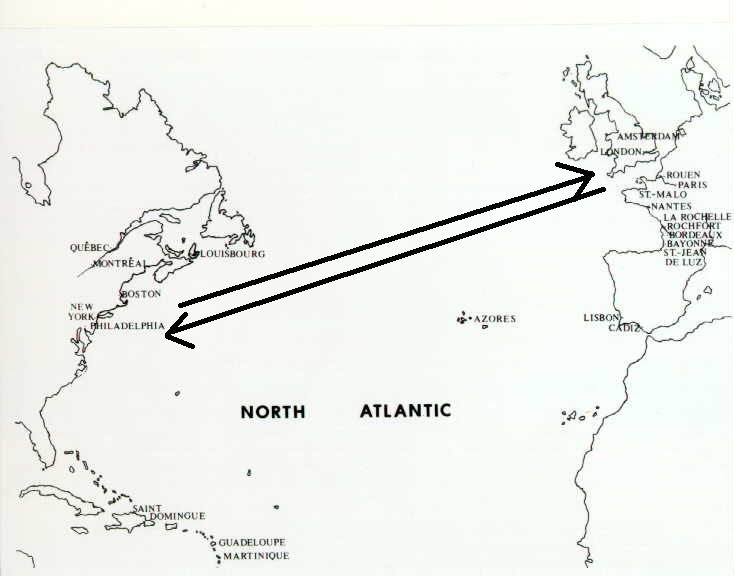 AMSTERDAM
LONDON
ROUEN
PARIS
ST.-MALO
NANTES
LA ROCHELLE
ROCHFORT
BORDEAUX
BAYONNE
ST.-JEAN
DE LUZ
QUÉBEC
MONTRÉAL
LOUISBOURG
BOSTON
NEW
YORK
PHILADELPHIA
AZORES
LISBON
CADIZ
NORTH ATLANTIC
SAINT
DOMINGUE
GUADELOUPE
MARTINIQUE